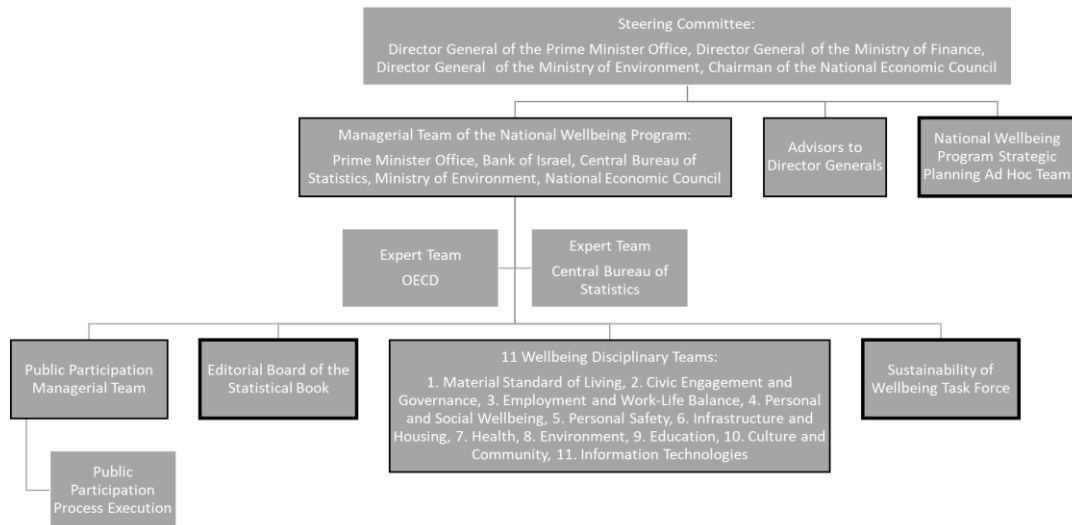 Steering Committee:
Director General of the Prime Minister Office, Director General of the Ministry of Finance,
Director General of the Ministry of Environment, Chairman of the National Economic Council
Managerial Team of the National Wellbeing Program:
Prime Minister Office, Bank of Israel, Central Bureau of
Statistics, Ministry of Environment, National Economic Council
Advisors to
Director Generals
National Wellbeing
Program Strategic
Planning Ad Hoc Team
Expert Team
OECD
Expert Team
Central Bureau of
Statistics
Public Participation
Managerial Team
Editorial Board of the
Statistical Book
11 Wellbeing Disciplinary Teams:
1. Material Standard of Living, 2. Civic Engagement and
Governance, 3. Employment and Work-Life Balance, 4. Personal
and Social Wellbeing, 5. Personal Safety, 6. Infrastructure and
Housing, 7. Health, 8. Environment, 9. Education, 10. Culture and
Community, 11. Information Technologies
Sustainability of
Wellbeing Task Force
Public
Participation
Process Execution